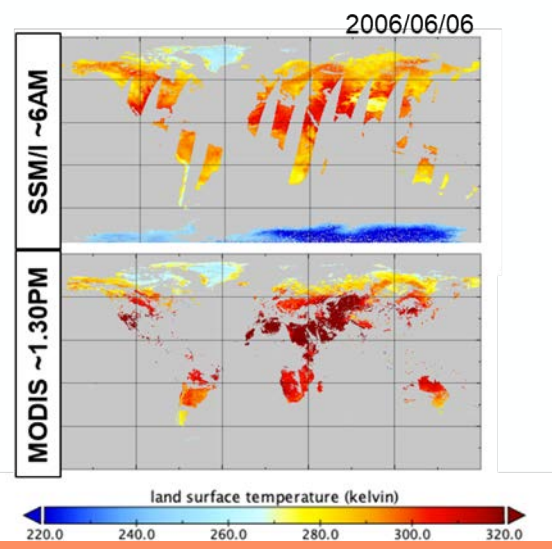 2006/06/06
SSM/I ~6AM
MODIS ~1.30PM
land surface temperature (kelvin)
220.0 240.0 260.0 280.0 300.0 320.0